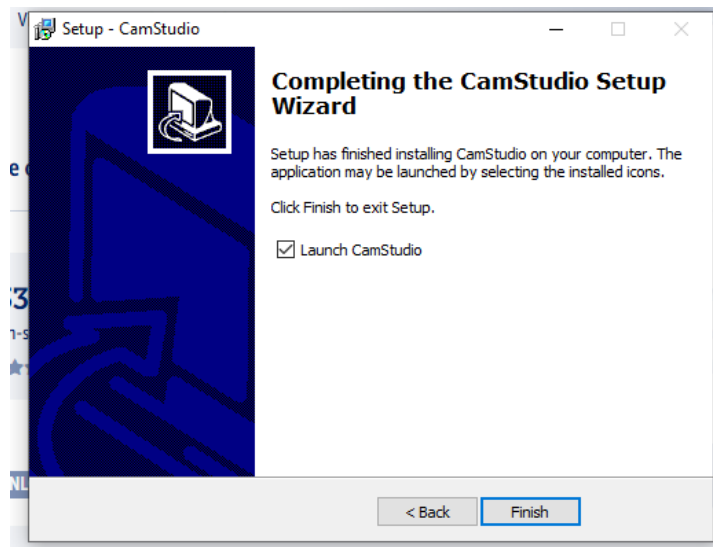 Setup - CamStudio
Completing the CamStudio Setup
Wizard
Setup has finished installing CamStudio on your computer. The
application may be launched by selecting the installed icons.
Click Finish to exit Setup.
Launch CamStudio
< Back
Finish